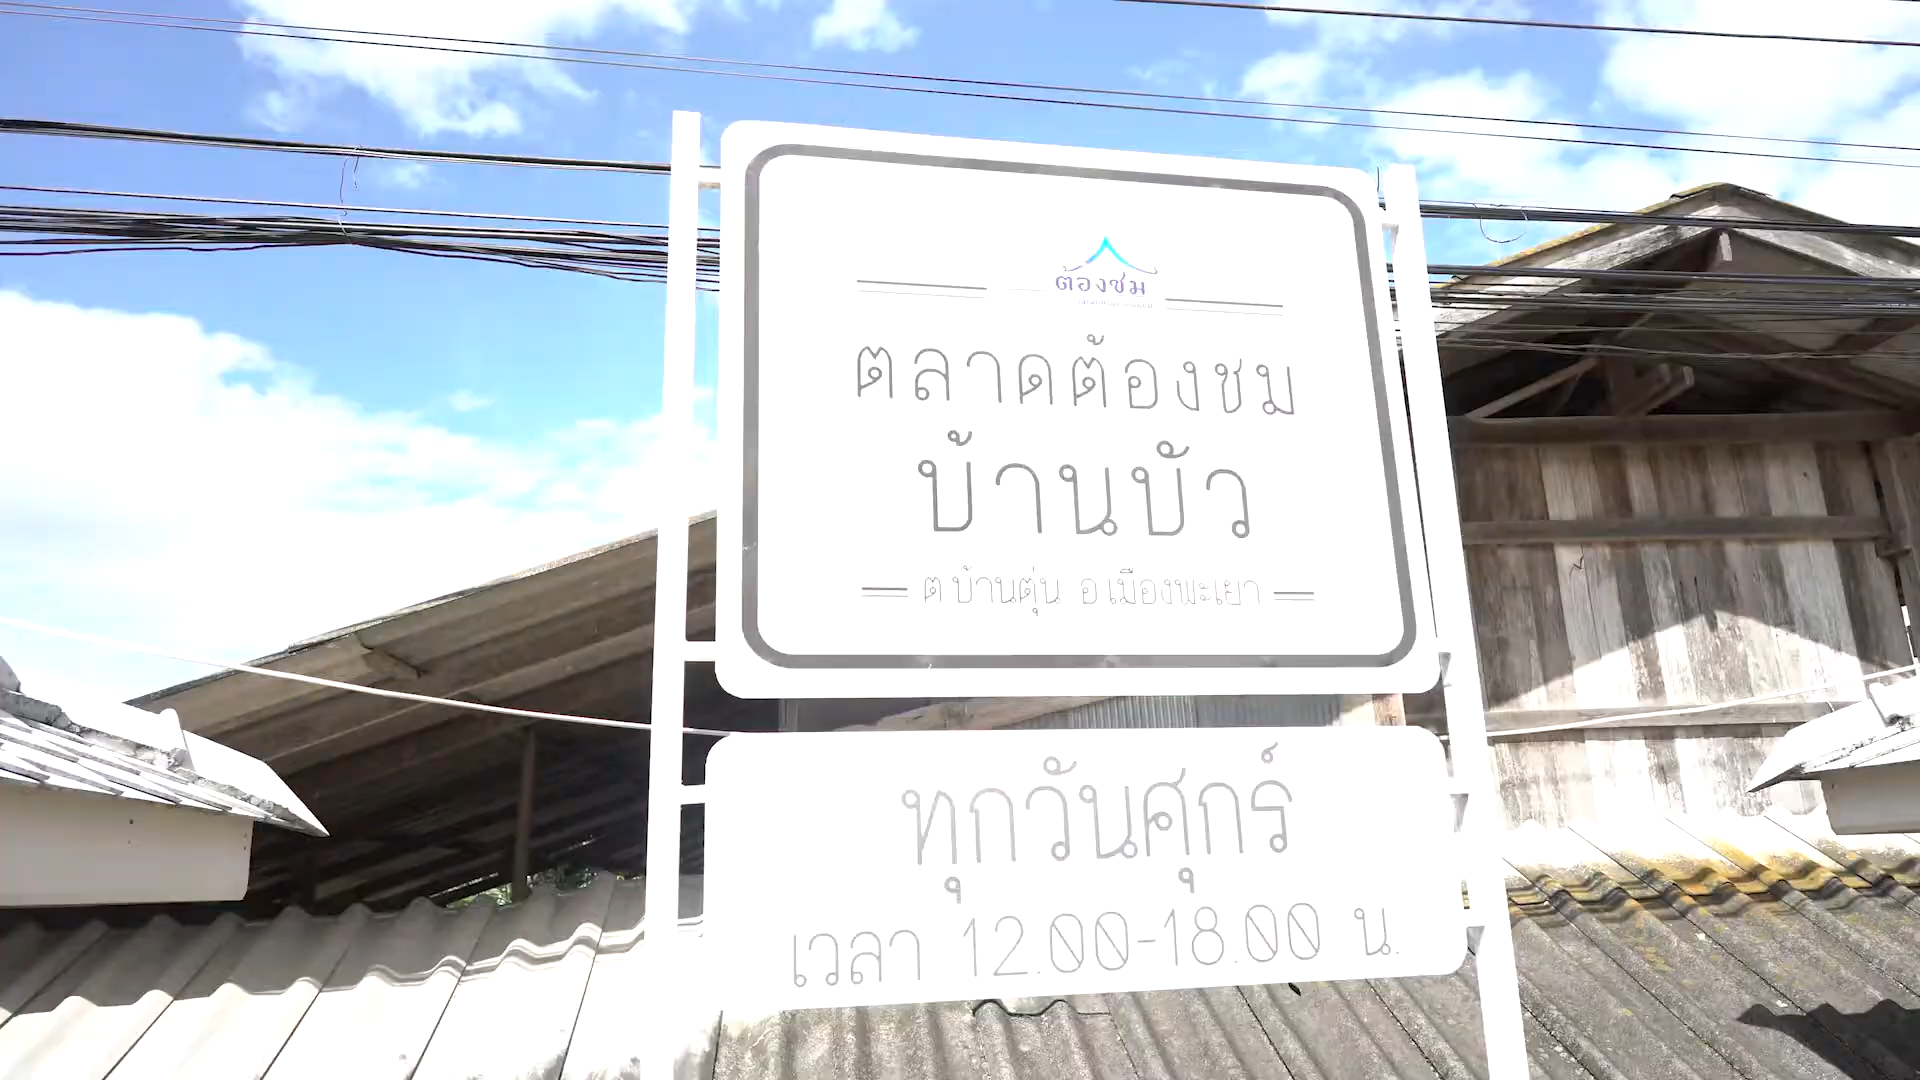 ต้องชม
ตลาดต้องชม
บ้านบัว
ต.บ้านตุ่น อ.เมืองพะเยา
ทุกวันศุกร์
เวลา 12.00-18.00 น.